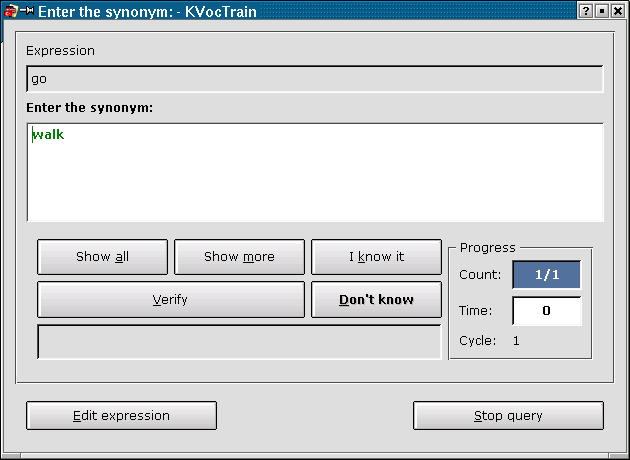 Enter the synonym: - KVocTrain
Expression
go
Enter the synonym:
walk
Show all Show more I know it
Verify Don't know
Progress
Count: 1/1
Time: 0
Cycle: 1
Edit expression Stop query